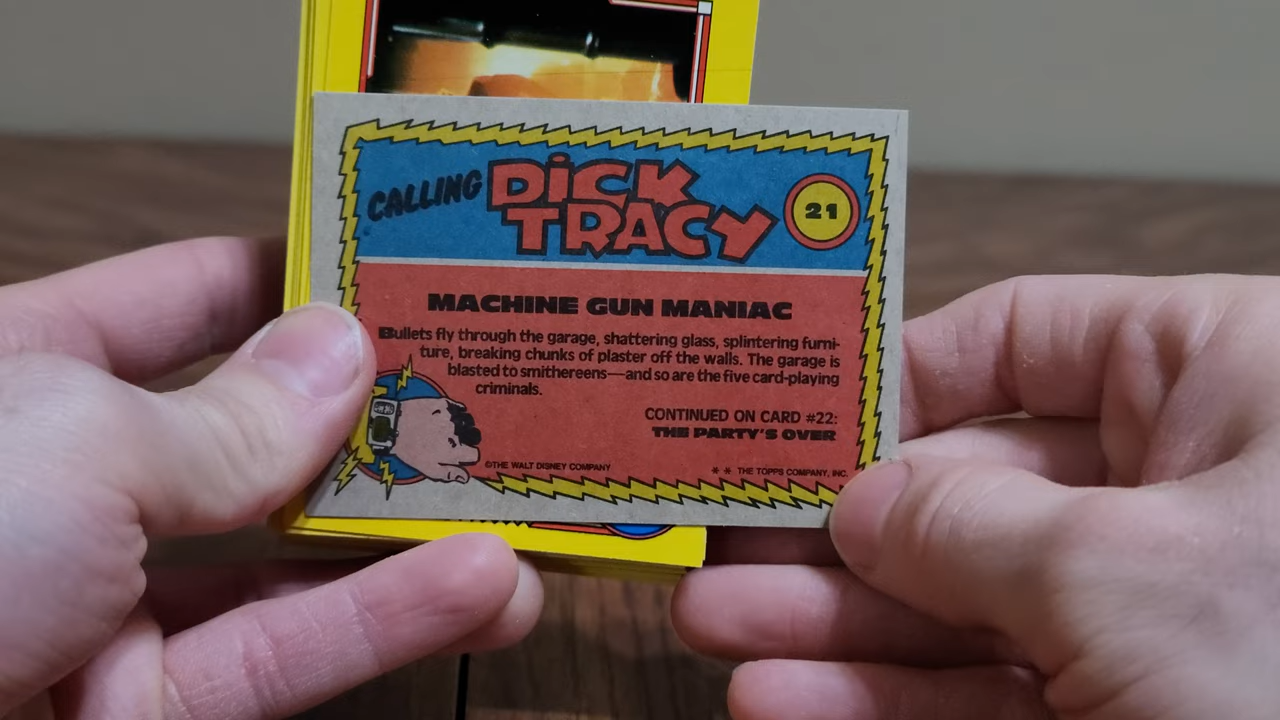 CALLING DICK
TRACY
21
MACHINE GUN MANIAC
Bullets fly through the garage, shattering glass, splintering furni-
ture, breaking chunks of plaster off the walls. The garage is
blasted to smithereens—and so are the five card-playing
criminals.
CONTINUED ON CARD #22:
THE PARTY'S OVER
©THE WALT DISNEY COMPANY
* * THE TOPPS COMPANY, INC.